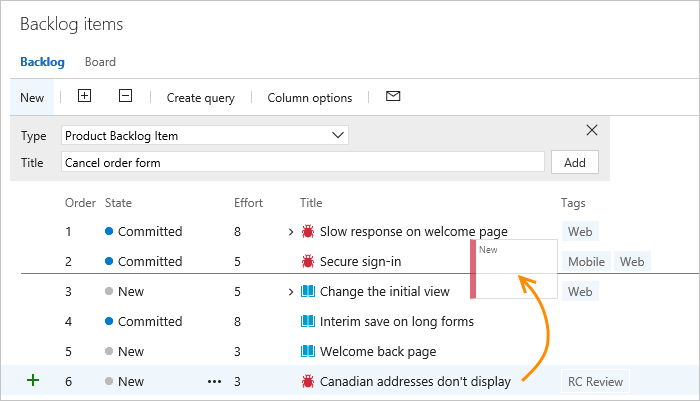 Backlog items
Backlog Board
New Create query Column options
Type Product Backlog Item
Title Cancel order form Add
Order State Effort Title Tags
1 Committed 8 Slow response on welcome page Web
New
2 Committed 5 Secure sign-in Mobile Web
3 New 5 Change the initial view Web
4 Committed 8 Interim save on long forms
5 New 3 Welcome back page
6 New ••• 3 Canadian addresses don't display RC Review